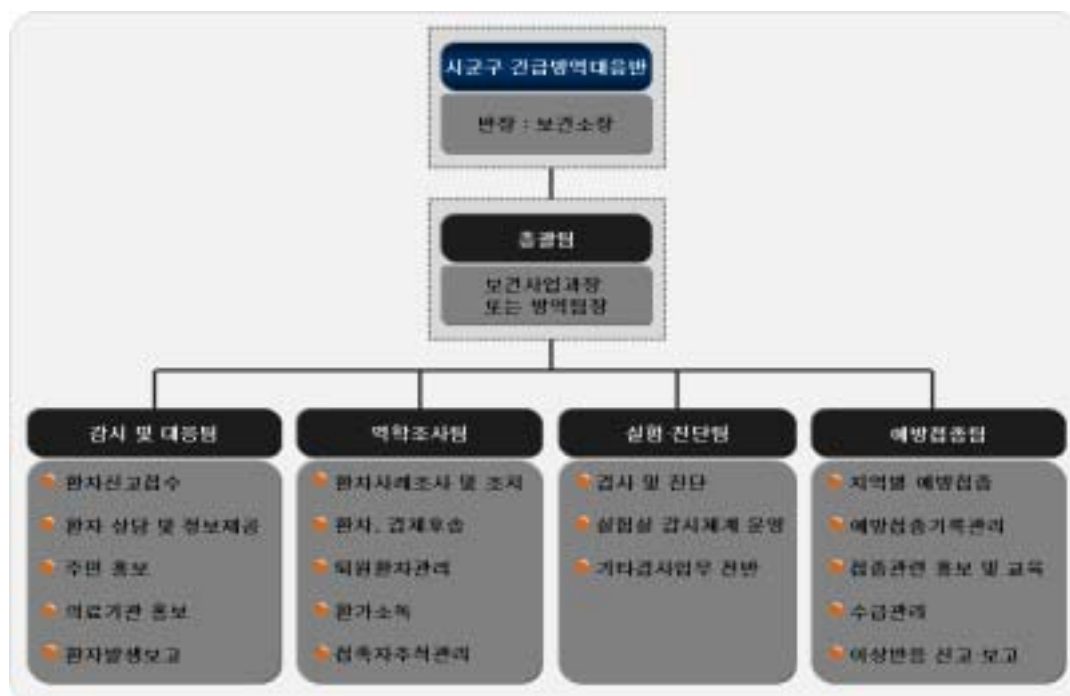 시군구 긴급방역대응반
반장 : 보건소장
총괄팀
보건사업과장
또는 방역팀장
감시 및 대응팀
환자신고접수
환자 상담 및 정보제공
주민 홍보
의료기관 홍보
환자발생보고
역학조사팀
환자사례조사 및 조치
환자, 검체후송
퇴원환자관리
환가소독
접촉자추적관리
실험·진단팀
검사 및 진단
실험실 감시체계 운영
기타검사업무 전반
예방접종팀
지역별 예방접종
예방접종기록관리
접종관련 홍보 및 교육
수급관리
이상반응 신고·보고